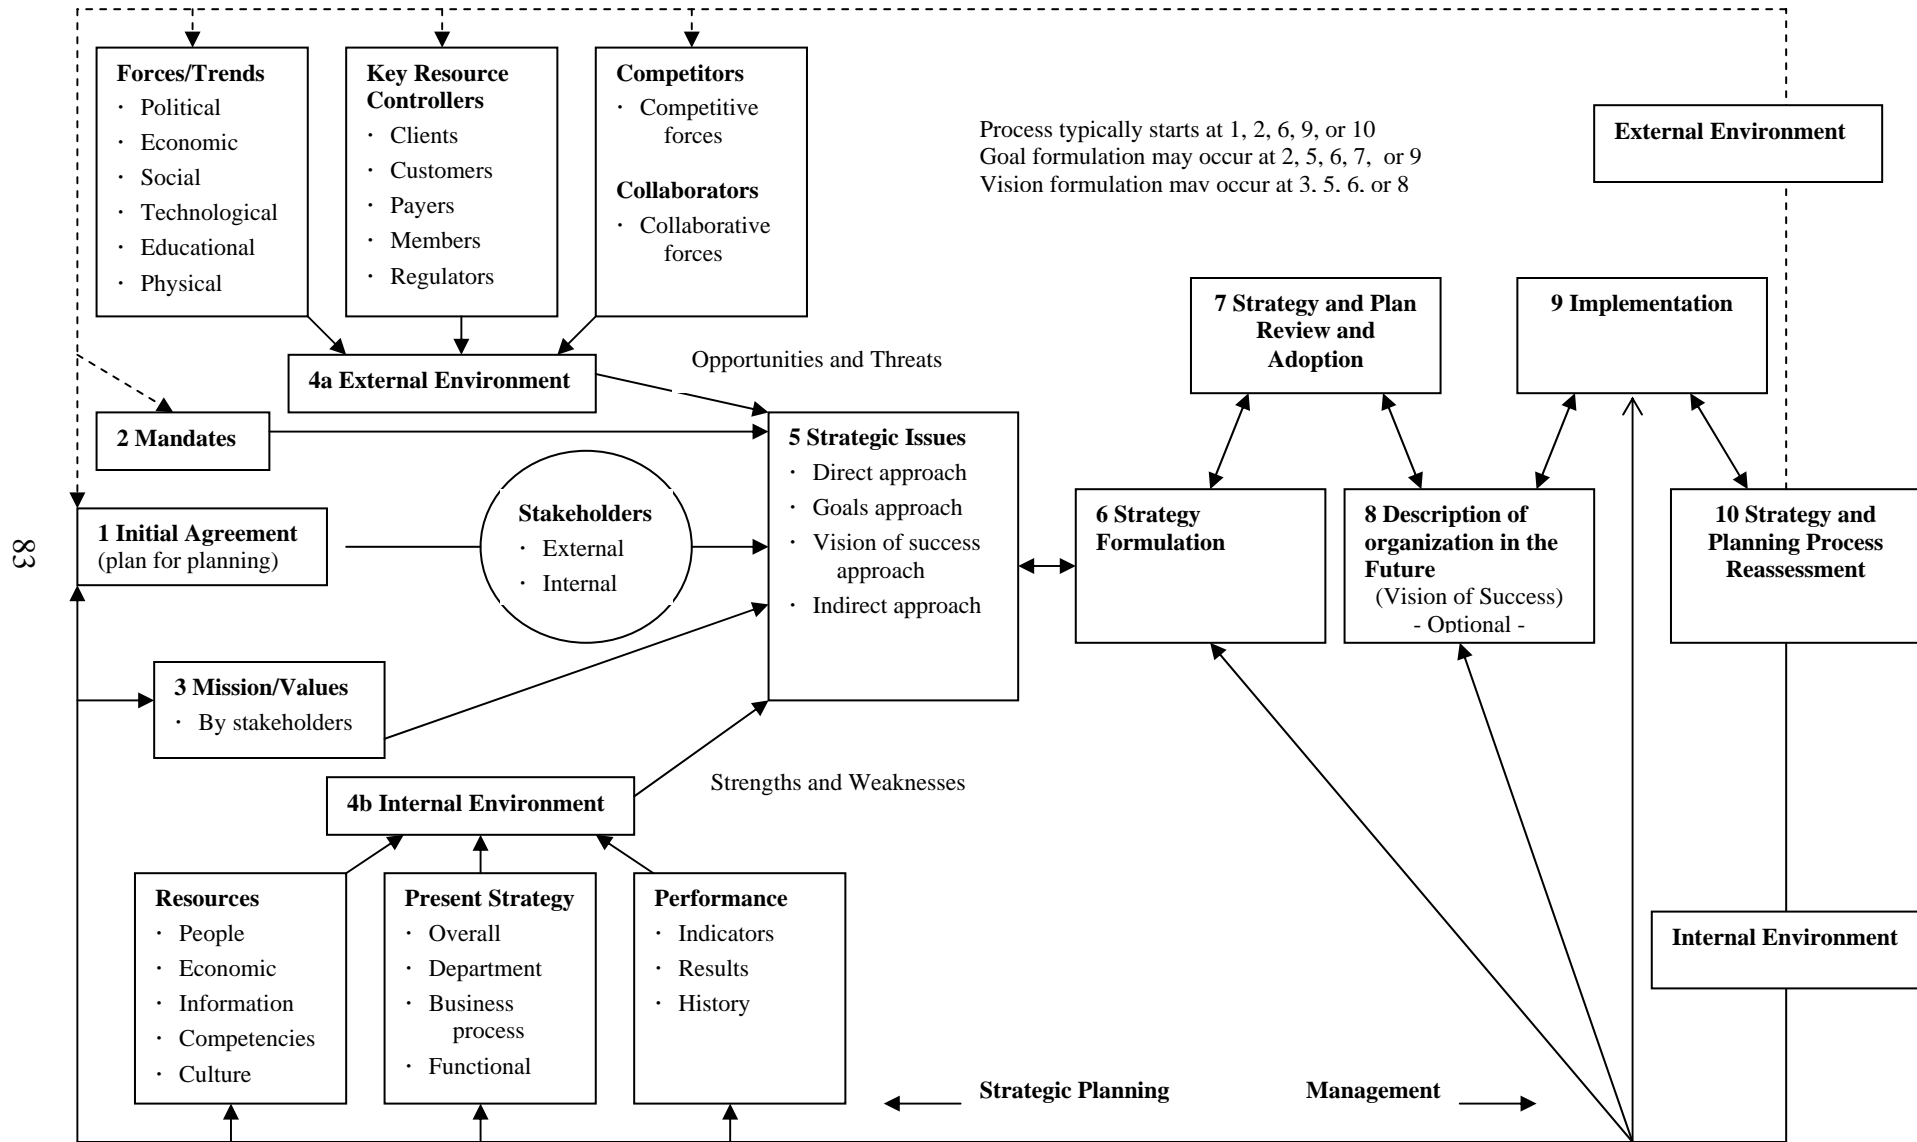 Forces/Trends
· Political
· Economic
· Social
· Technological
· Educational
· Physical
Key Resource
Controllers
· Clients
· Customers
· Payers
· Members
· Regulators
Competitors
· Competitive
forces
Collaborators
· Collaborative
forces
Process typically starts at 1, 2, 6, 9, or 10
Goal formulation may occur at 2, 5, 6, 7, or 9
Vision formulation may occur at 3, 5, 6, or 8
External Environment
7 Strategy and Plan
Review and
Adoption
9 Implementation
4a External Environment
Opportunities and Threats
2 Mandates
5 Strategic Issues
· Direct approach
· Goals approach
· Vision of success
approach
· Indirect approach
1 Initial Agreement
(plan for planning)
Stakeholders
· External
· Internal
6 Strategy
Formulation
8 Description of
organization in the
Future
(Vision of Success)
- Optional -
10 Strategy and
Planning Process
Reassessment
83
3 Mission/Values
· By stakeholders
Strengths and Weaknesses
4b Internal Environment
Resources
· People
· Economic
· Information
· Competencies
· Culture
Present Strategy
· Overall
· Department
· Business
process
· Functional
Performance
· Indicators
· Results
· History
Internal Environment
Strategic Planning
Management